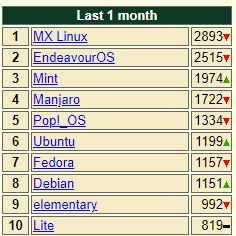 Last 1 month
1 MX Linux 2893▼
2 EndeavourOS 2515▼
3 Mint 1974▲
4 Manjaro 1722▼
5 Pop!_OS 1334▼
6 Ubuntu 1199▲
7 Fedora 1157▼
8 Debian 1151▲
9 elementary 992▼
10 Lite 819▬